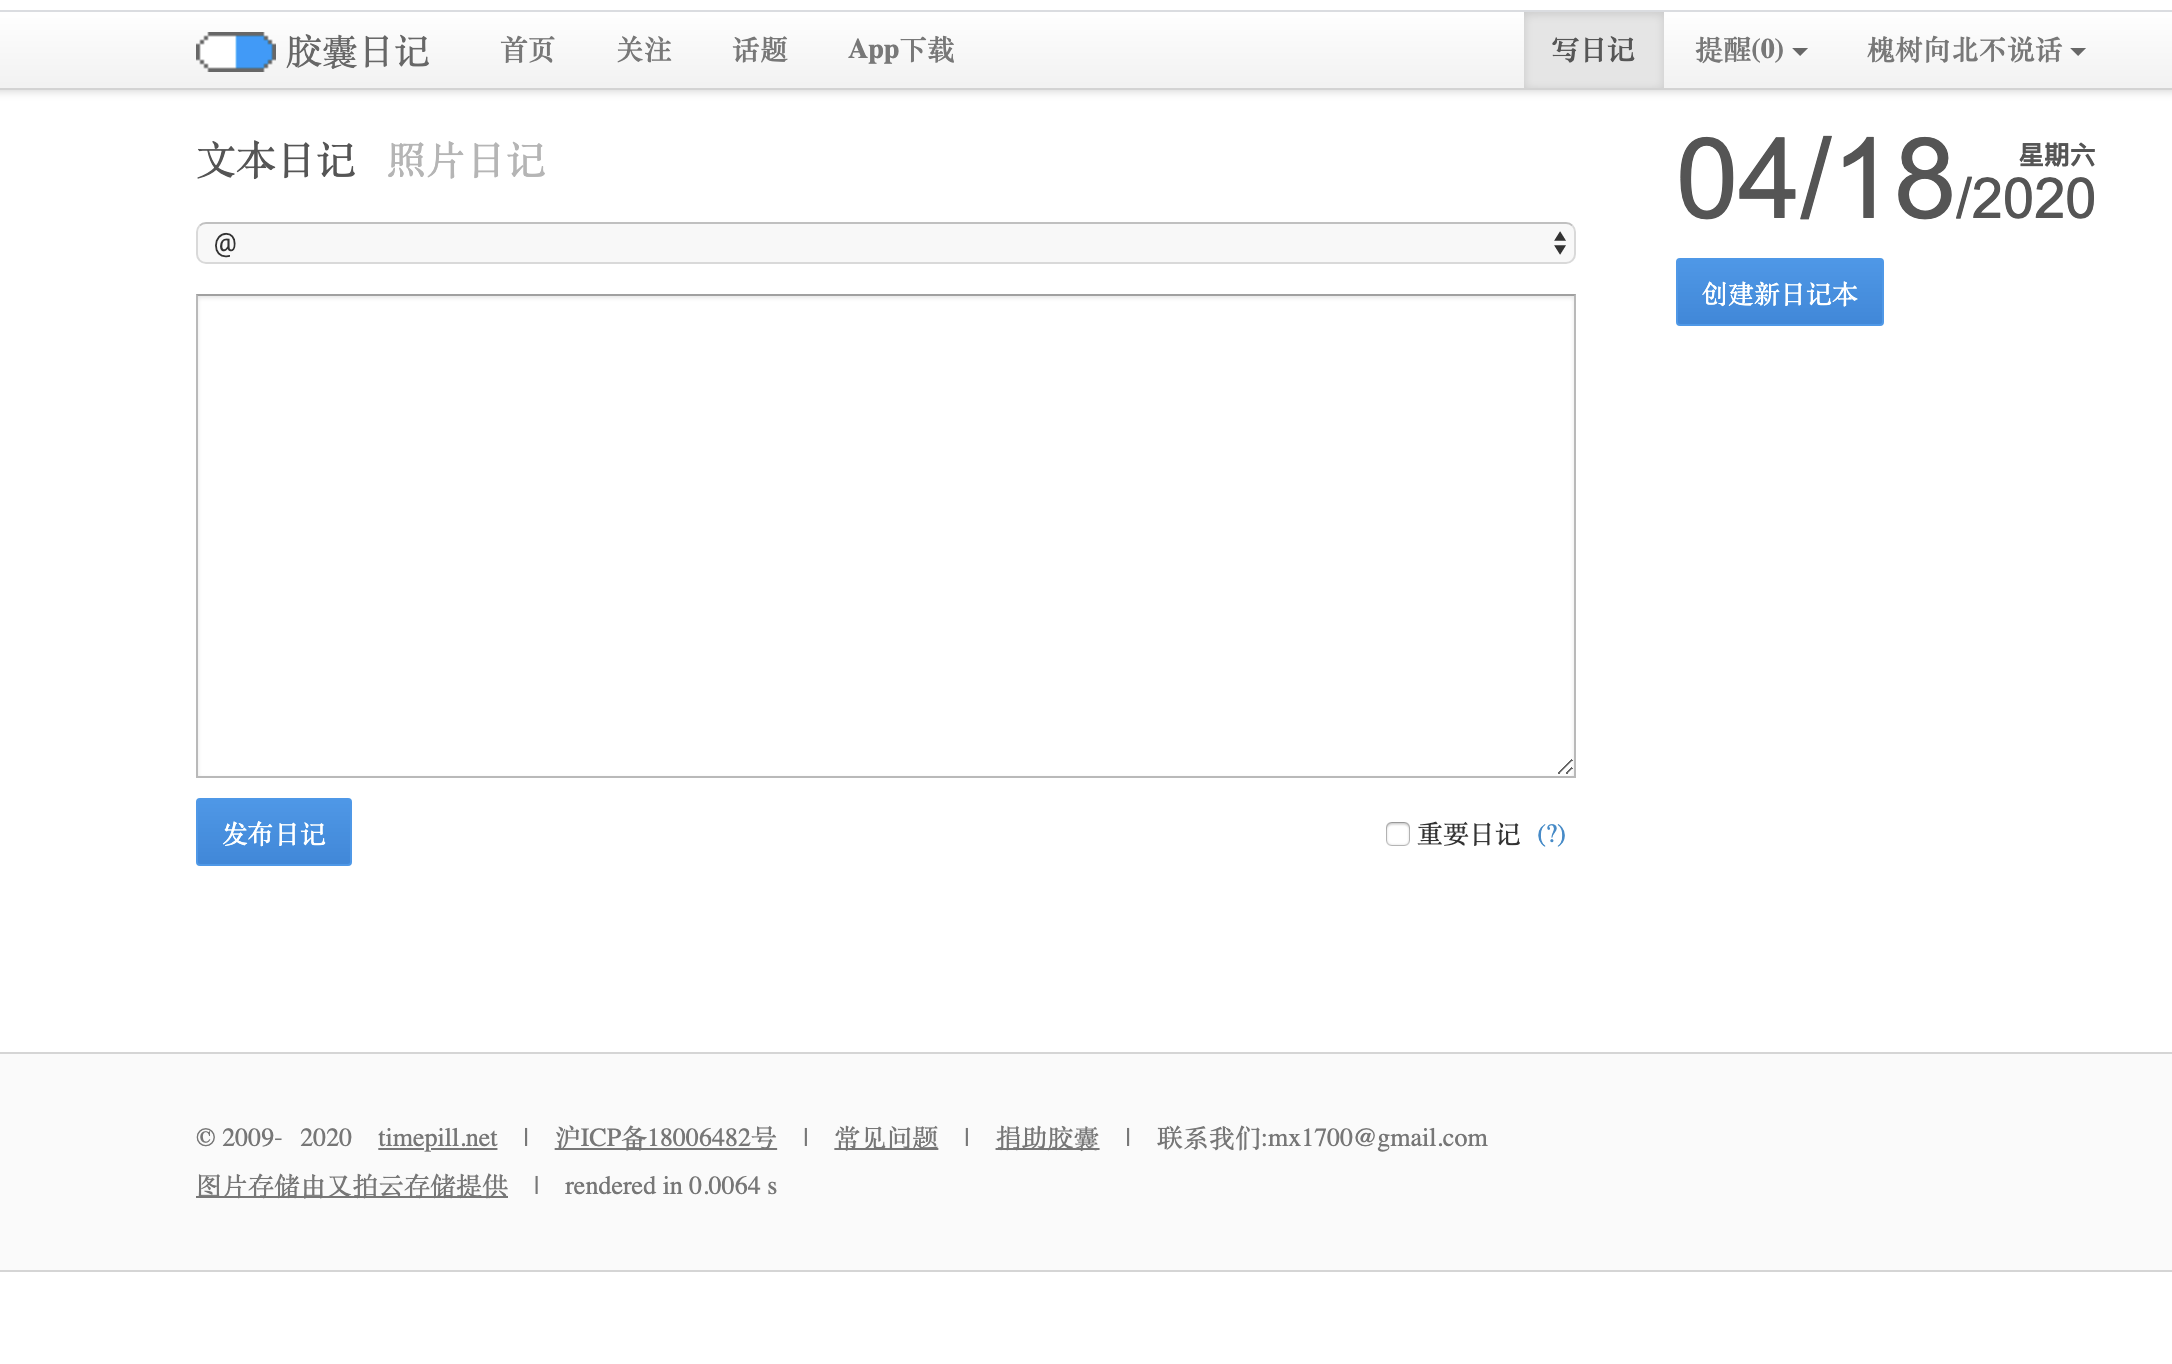 胶囊日记 首页 关注 话题 App下载 写日记 提醒(0) 槐树向北不说话
文本日记 照片日记
04/18/2020 星期六
@
创建新日记本
发布日记
重要日记 (?)
© 2009- 2020 timepill.net | 沪ICP备18006482号 | 常见问题 | 捐助胶囊 | 联系我们:mx1700@gmail.com
图片存储由又拍云存储提供 | rendered in 0.0064 s